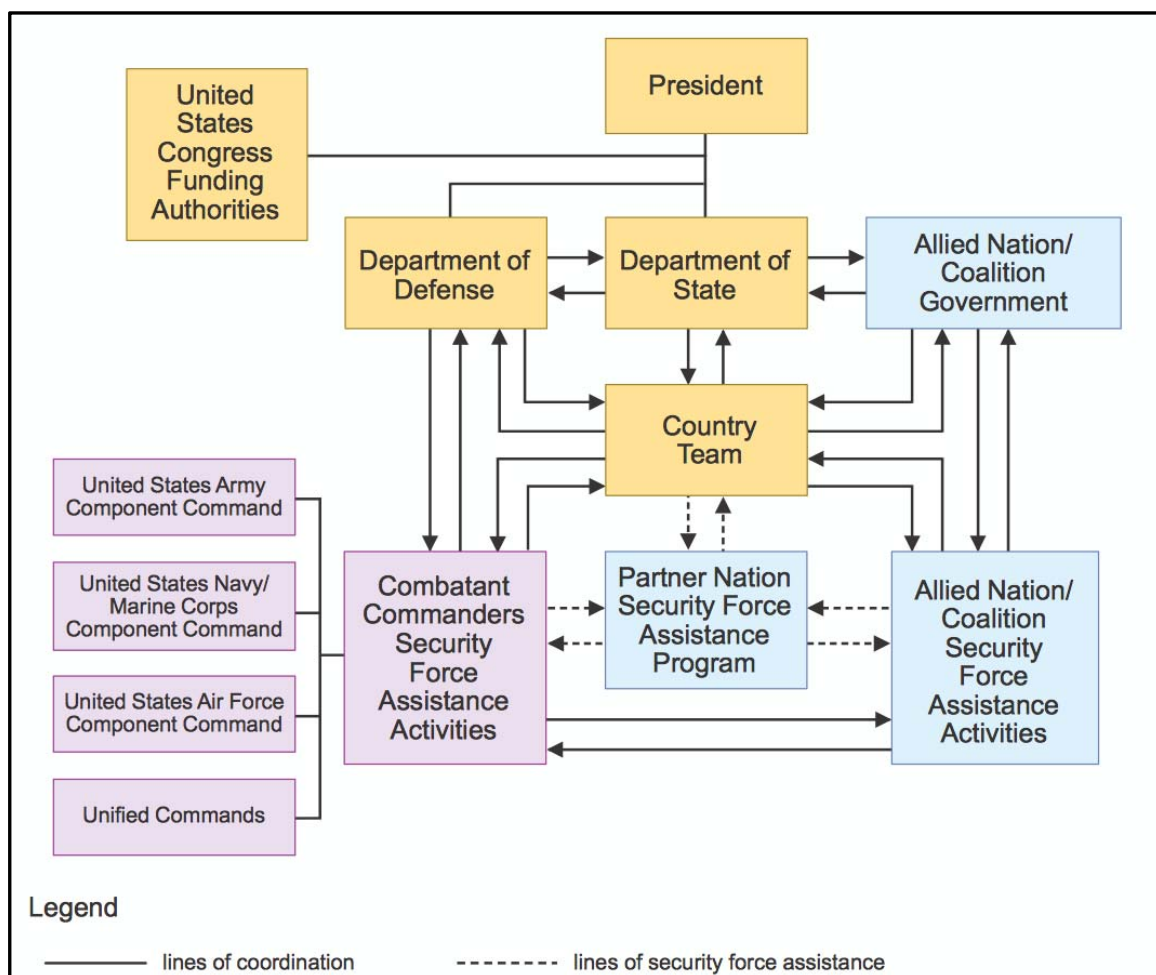 President
United
States
Congress
Funding
Authorities
Department of
Defense
Department of
State
Allied Nation/
Coalition
Government
Country
Team
United States Army
Component Command
United States Navy/
Marine Corps
Component Command
United States Air Force
Component Command
Unified Commands
Combatant
Commanders
Security
Force
Assistance
Activities
Partner Nation
Security Force
Assistance
Program
Allied Nation/
Coalition
Security
Force
Assistance
Activities
Legend
lines of coordination
lines of security force assistance